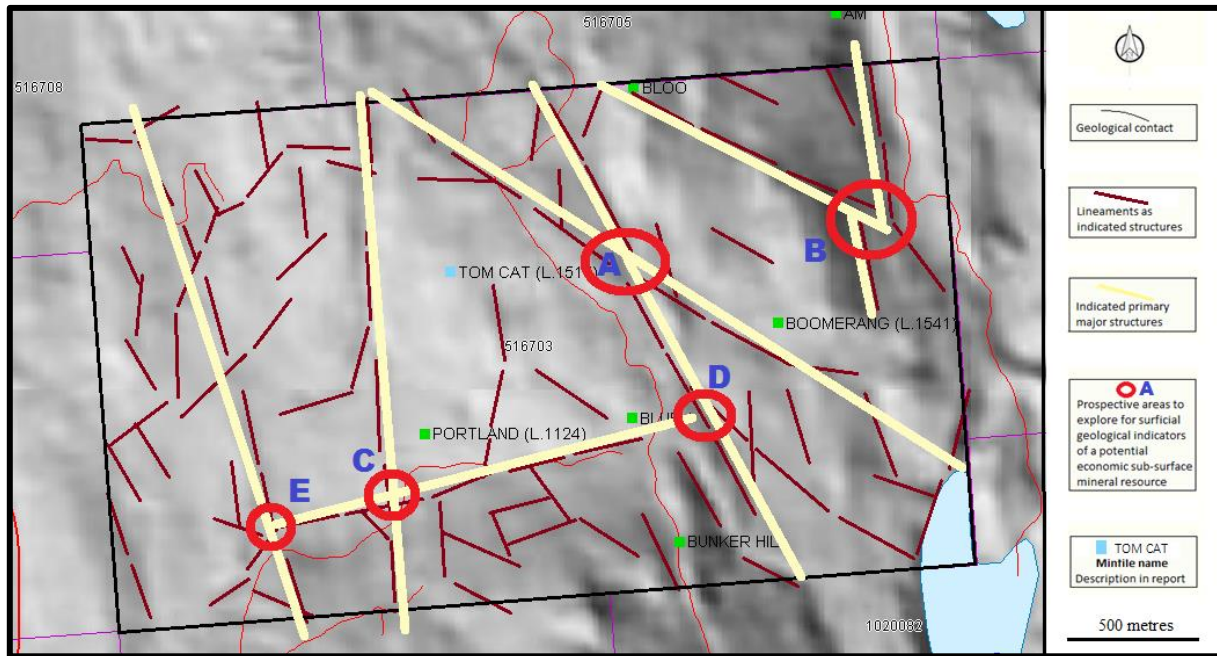 AM
516705
BLOO
516708
B
TOM CAT (L.151
A
BOOMERANG (L.1541)
516703
D
BLU
PORTLAND (L.1124)
C
E
BUNKER HIL
1020082
Geological contact
Lineaments as
indicated structures
Indicated primary
major structures
A
Prospective areas to
explore for surficial
geological indicators
of a potential
economic sub-surface
mineral resource
TOM CAT
Minfile name
Description in report
500 metres